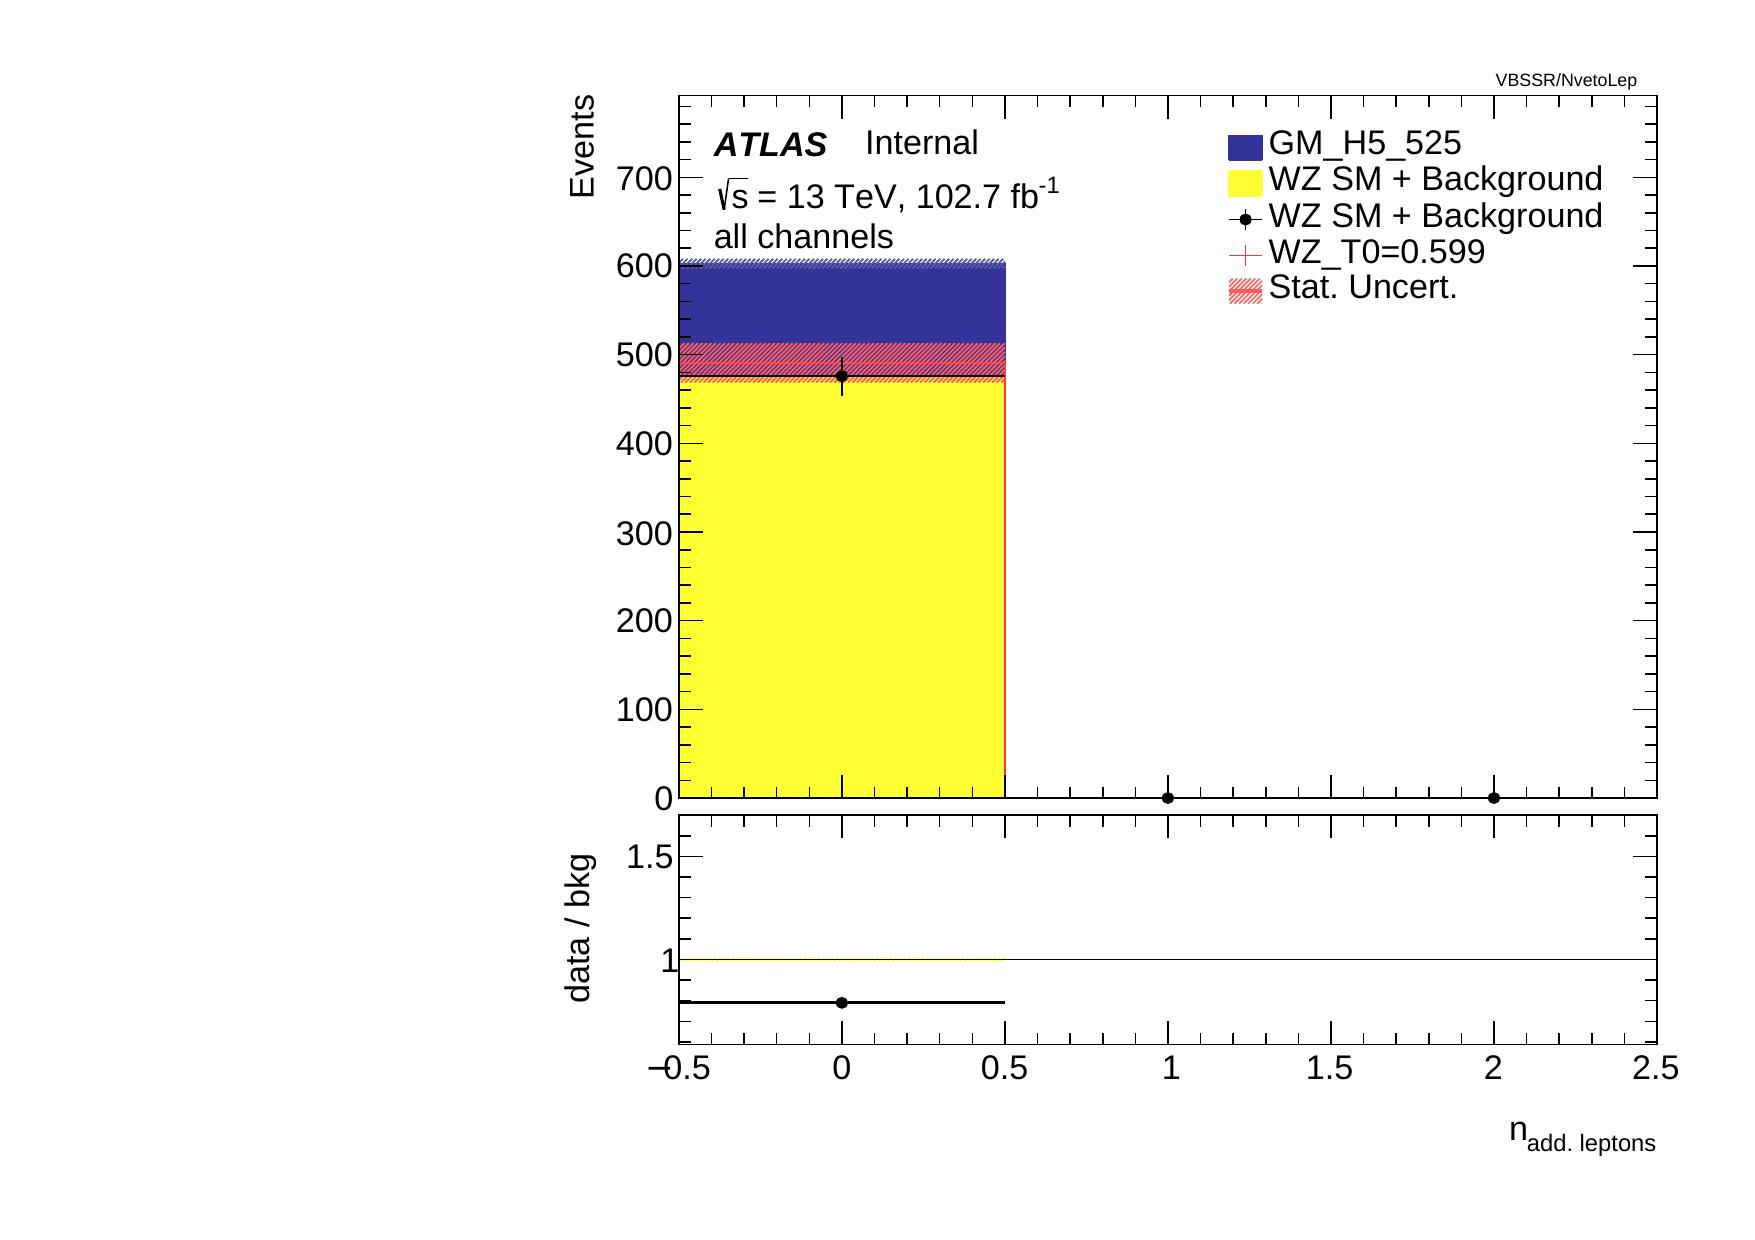 VBSSR/NvetoLep
Events
ATLAS Internal
√s = 13 TeV, 102.7 fb-1
all channels
GM_H5_525
WZ SM + Background
WZ SM + Background
WZ_T0=0.599
Stat. Uncert.
700
600
500
400
300
200
100
0
data / bkg
1.5
1
−0.5 0 0.5 1 1.5 2 2.5
nadd. leptons